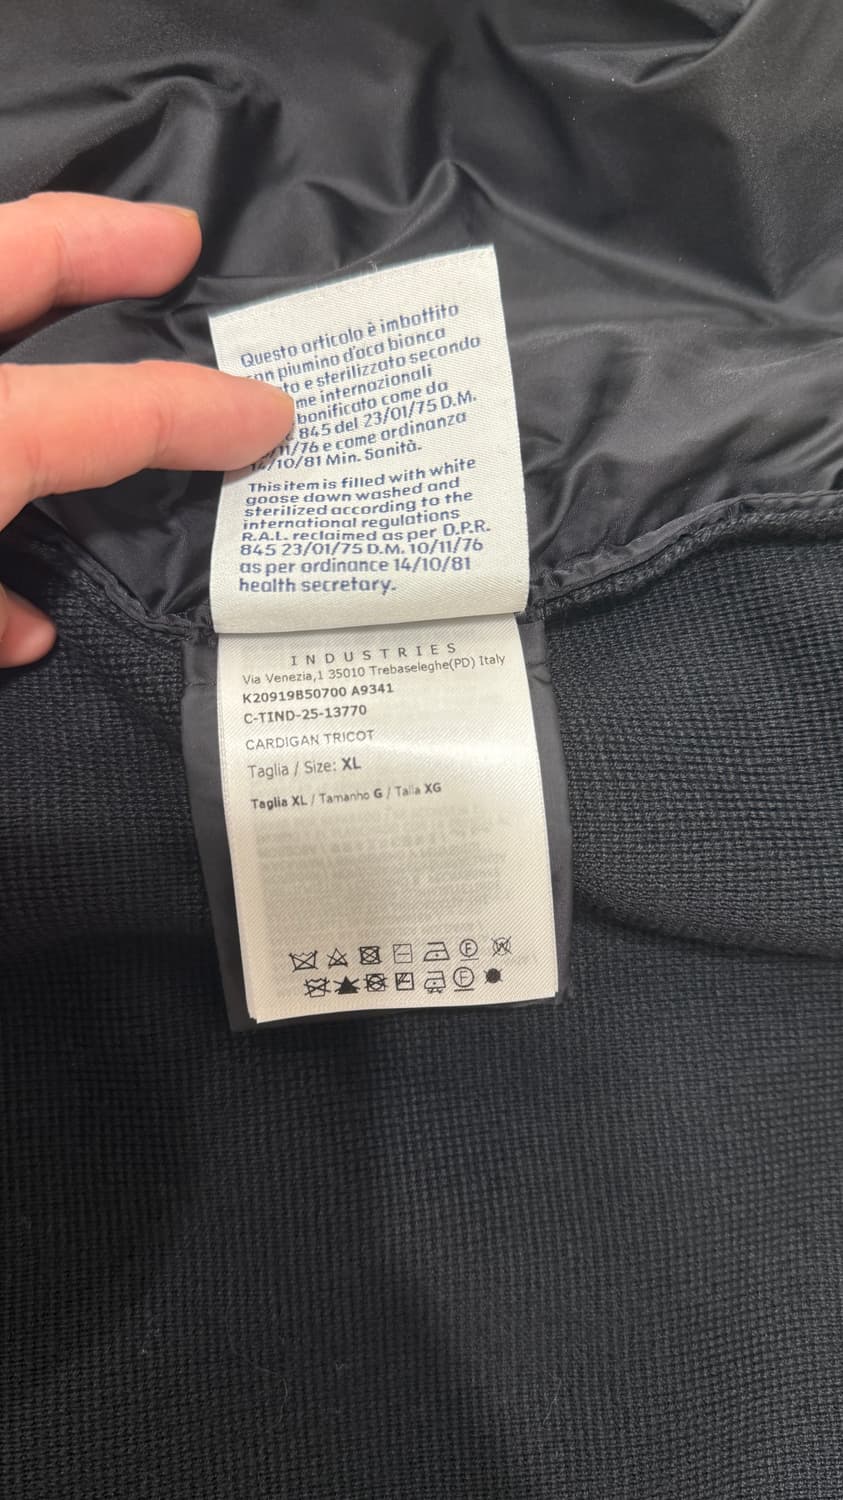 Questo articolo è imbottito
piumino d'oca bianca
e sterilizzato secondo
internazionali
bonificato come da
845 del 23/01/75 D.M.
/11/76 e come ordinanza
14/10/81 Min. Sanità.
This item is filled with white
goose down washed and
sterilized according to the
international regulations
R.A.L. reclaimed as per D.P.R.
845 23/01/75 D.M. 10/11/76
as per ordinance 14/10/81
health secretary.
INDUSTRIES
Via Venezia,1 35010 Trebaseleghe(PD) Italy
K20919B50700 A9341
C-TIND-25-13770
CARDIGAN TRICOT
Taglia / Size: XL
Taglia XL / Tamanho G / Talla XG
F W
F